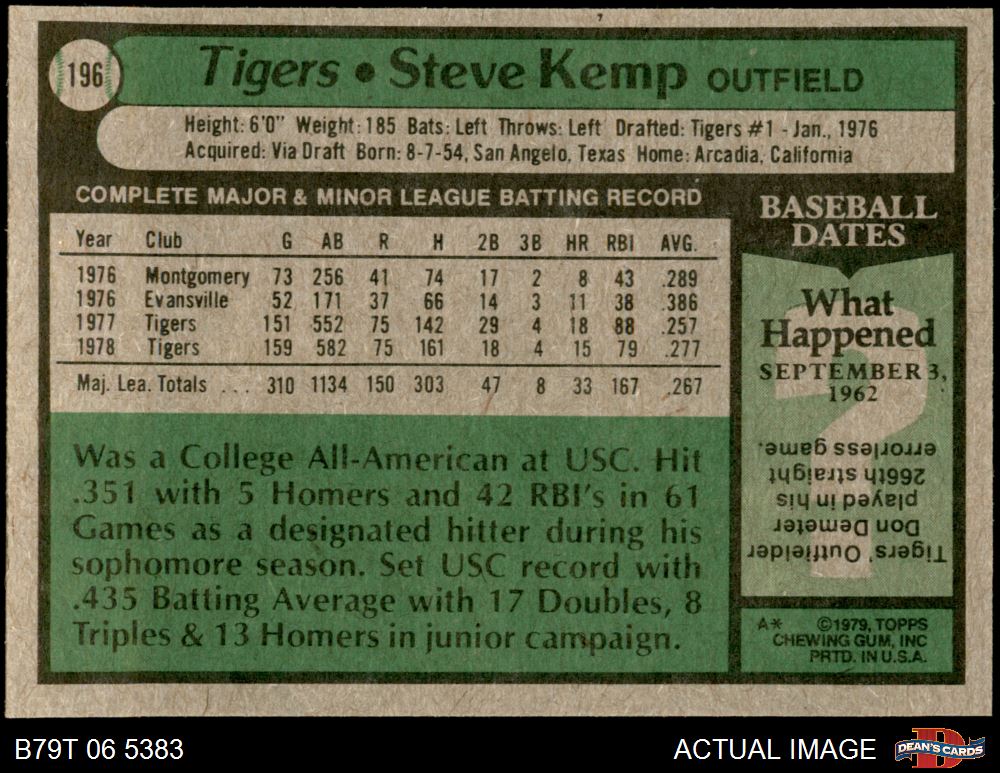 196
Tigers • Steve Kemp OUTFIELD
Height: 6'0" Weight: 185 Bats: Left Throws: Left Drafted: Tigers #1 - Jan., 1976
Acquired: Via Draft Born: 8-7-54, San Angelo, Texas Home: Arcadia, California
COMPLETE MAJOR & MINOR LEAGUE BATTING RECORD
Year Club G AB R H 2B 3B HR RBI AVG.
1976 Montgomery 73 256 41 74 17 2 8 43 .289
1976 Evansville 52 171 37 66 14 3 11 38 .386
1977 Tigers 151 552 75 142 29 4 18 88 .257
1978 Tigers 159 582 75 161 18 4 15 79 .277
Maj. Lea. Totals ... 310 1134 150 303 47 8 33 167 .267
Was a College All-American at USC. Hit
.351 with 5 Homers and 42 RBI's in 61
Games as a designated hitter during his
sophomore season. Set USC record with
.435 Batting Average with 17 Doubles, 8
Triples & 13 Homers in junior campaign.
BASEBALL
DATES
What
Happened
SEPTEMBER 3,
1962
Tigers' Outfielder
Don Demeter
played in his
266th straight
errorless game.
A* ©1979, TOPPS
CHEWING GUM, INC
PRTD. IN U.S.A.
B79T 06 5383
ACTUAL IMAGE
DEAN'S CARDS